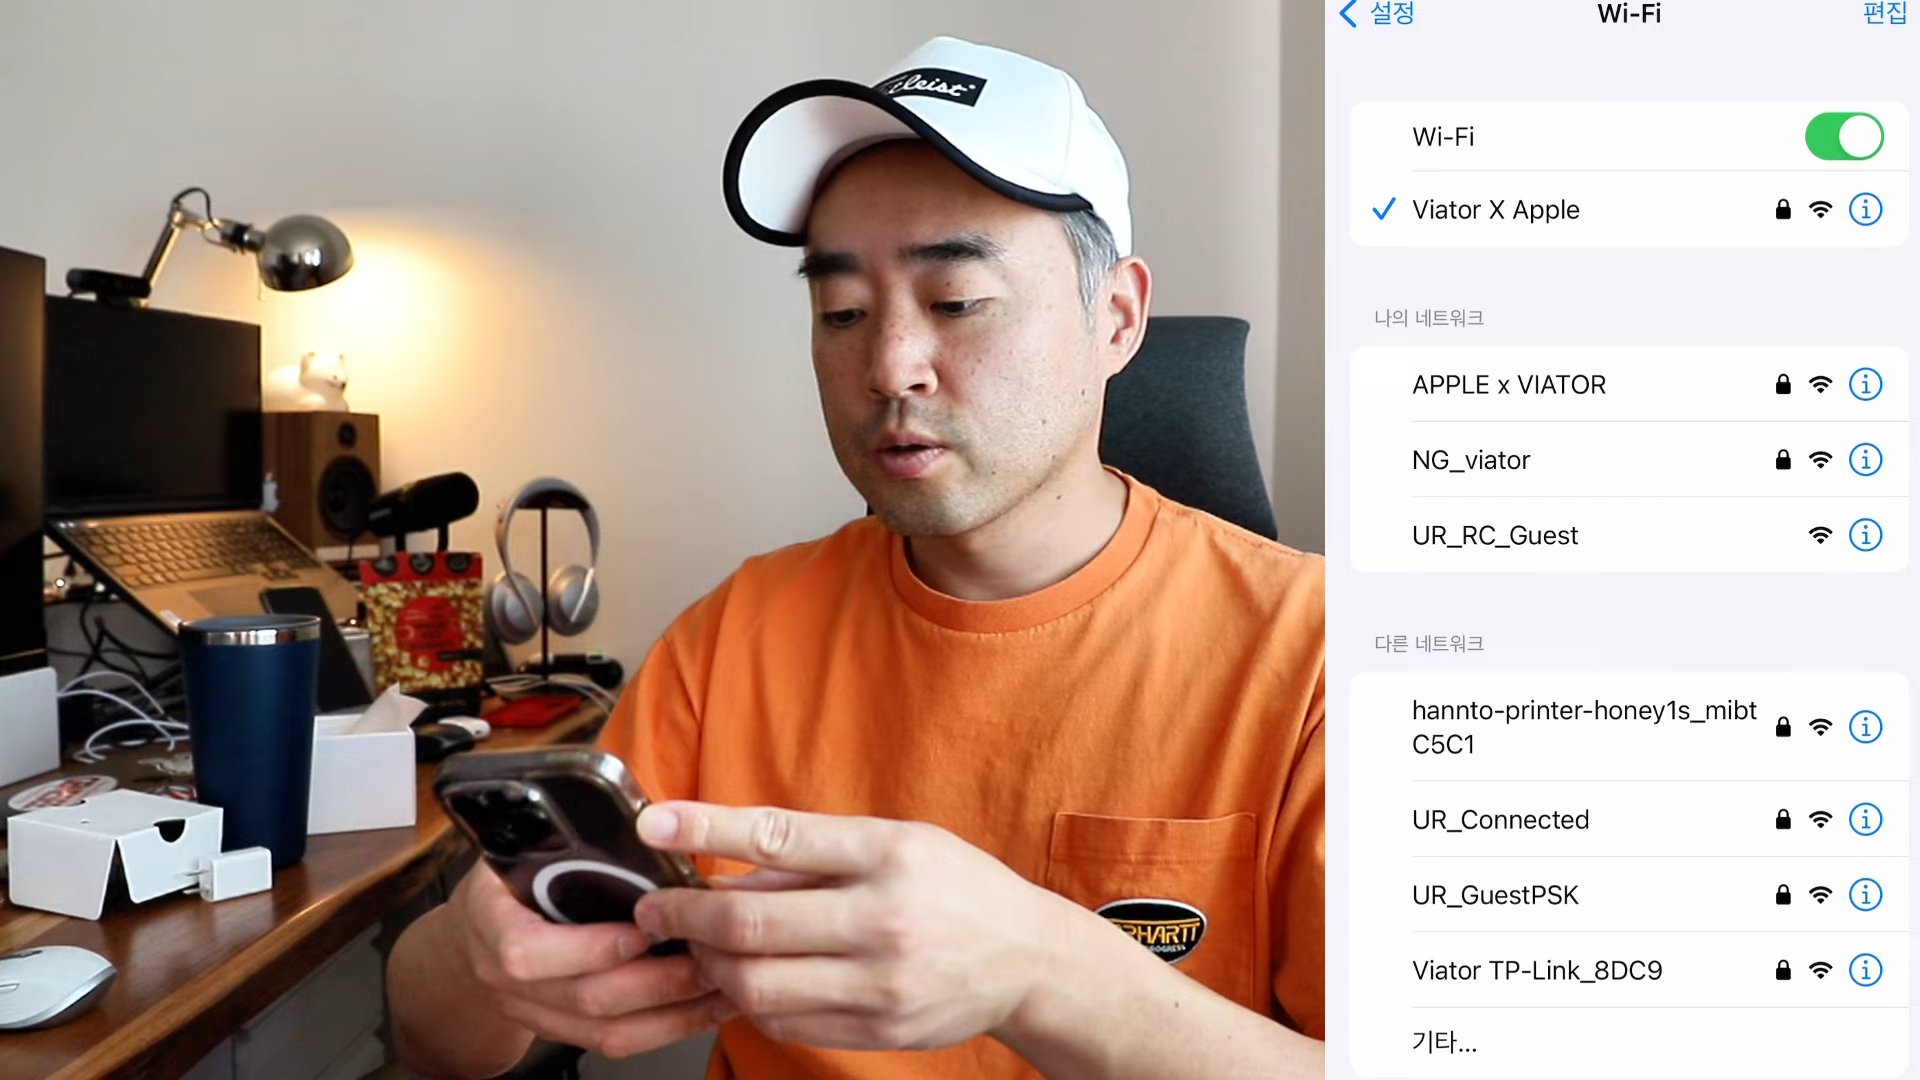 설정
Wi-Fi
편집
Wi-Fi
Viator X Apple
나의 네트워크
APPLE x VIATOR
NG_viator
UR_RC_Guest
다른 네트워크
hannto-printer-honey1s_mibt
C5C1
UR_Connected
UR_GuestPSK
Viator TP-Link_8DC9
기타...